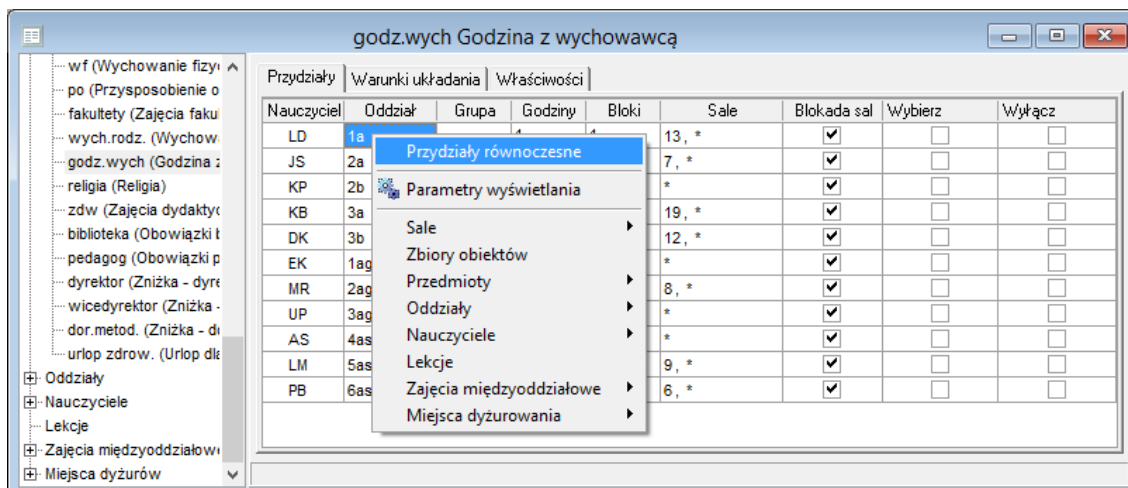 godz.wych Godzina z wychowawcą
wf (Wychowanie fizy
po (Przysposobienie o
fakultety (Zajęcia faku
wych.rodz. (Wychow
godz.wych (Godzina z
religia (Religia)
zdw (Zajęcia dydakty
biblioteka (Obowiązki b
pedagog (Obowiązki p
dyrektor (Zniżka - dyre
wicedyrektor (Zniżka -
dor.metod. (Zniżka - d
urlop zdrow. (Urlop dla
Oddziały
Nauczyciele
Lekcje
Zajęcia międzyoddziałow
Miejsca dyżurów
Przydziały Warunki układania Właściwości
Nauczyciel Oddział Grupa Godziny Bloki Sale Blokada sal Wybierz Wyłącz
LD 1a 13, *
JS 2a 7, *
KP 2b *
KB 3a 19, *
DK 3b 12, *
EK 1ag *
MR 2ag 8, *
UP 3ag *
AS 4as *
LM 5as 9, *
PB 6as 6, *
Przydziały równoczesne
Parametry wyświetlania
Sale
Zbiory obiektów
Przedmioty
Oddziały
Nauczyciele
Lekcje
Zajęcia międzyoddziałowe
Miejsca dyżurowania